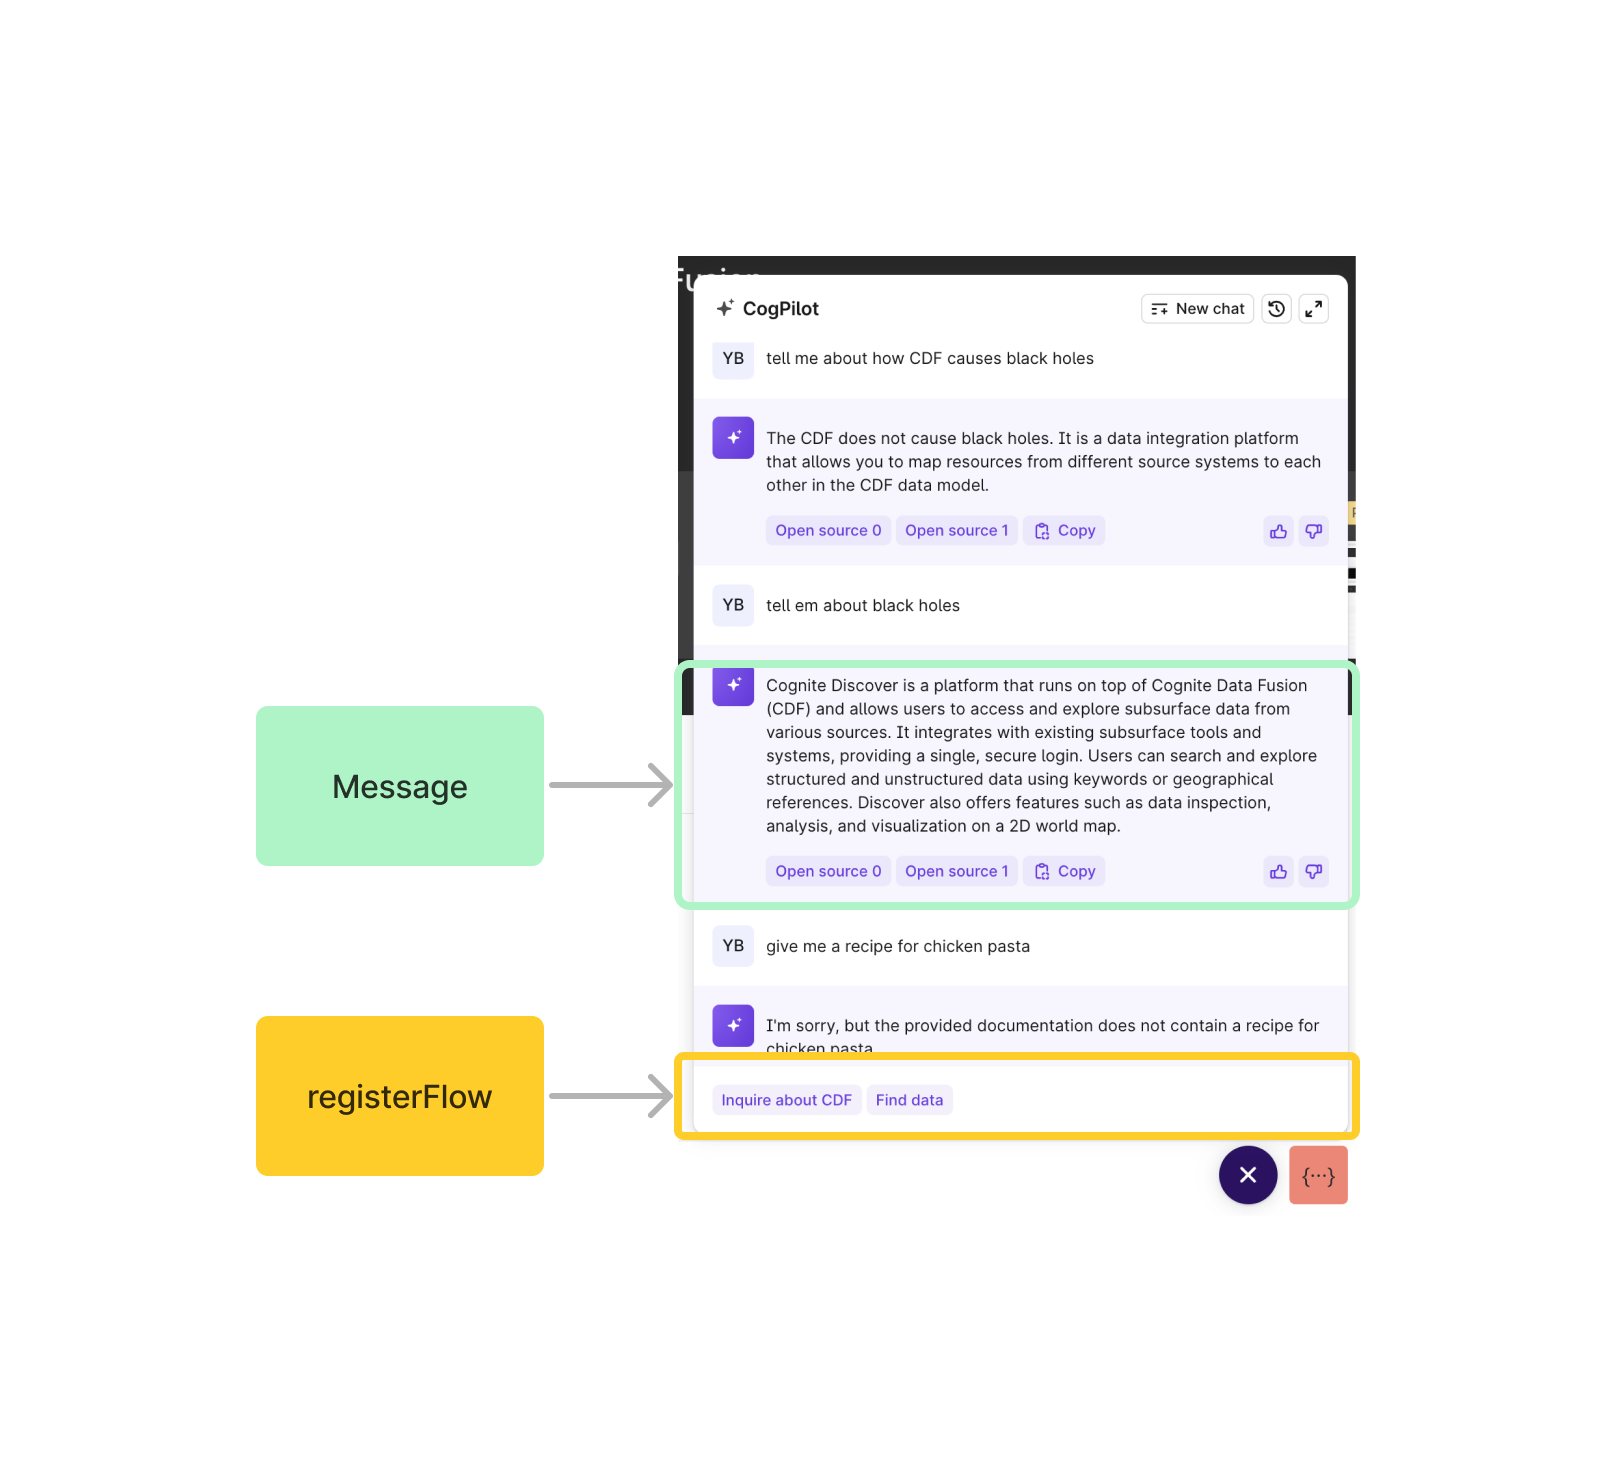 CogPilot
New chat
YB
tell me about how CDF causes black holes
The CDF does not cause black holes. It is a data integration platform
that allows you to map resources from different source systems to each
other in the CDF data model.
Open source 0 Open source 1 Copy
YB
tell em about black holes
Message
Cognite Discover is a platform that runs on top of Cognite Data Fusion
(CDF) and allows users to access and explore subsurface data from
various sources. It integrates with existing subsurface tools and
systems, providing a single, secure login. Users can search and explore
structured and unstructured data using keywords or geographical
references. Discover also offers features such as data inspection,
analysis, and visualization on a 2D world map.
Open source 0 Open source 1 Copy
YB
give me a recipe for chicken pasta
I'm sorry, but the provided documentation does not contain a recipe for
chicken pasta
registerFlow
Inquire about CDF Find data
{···}